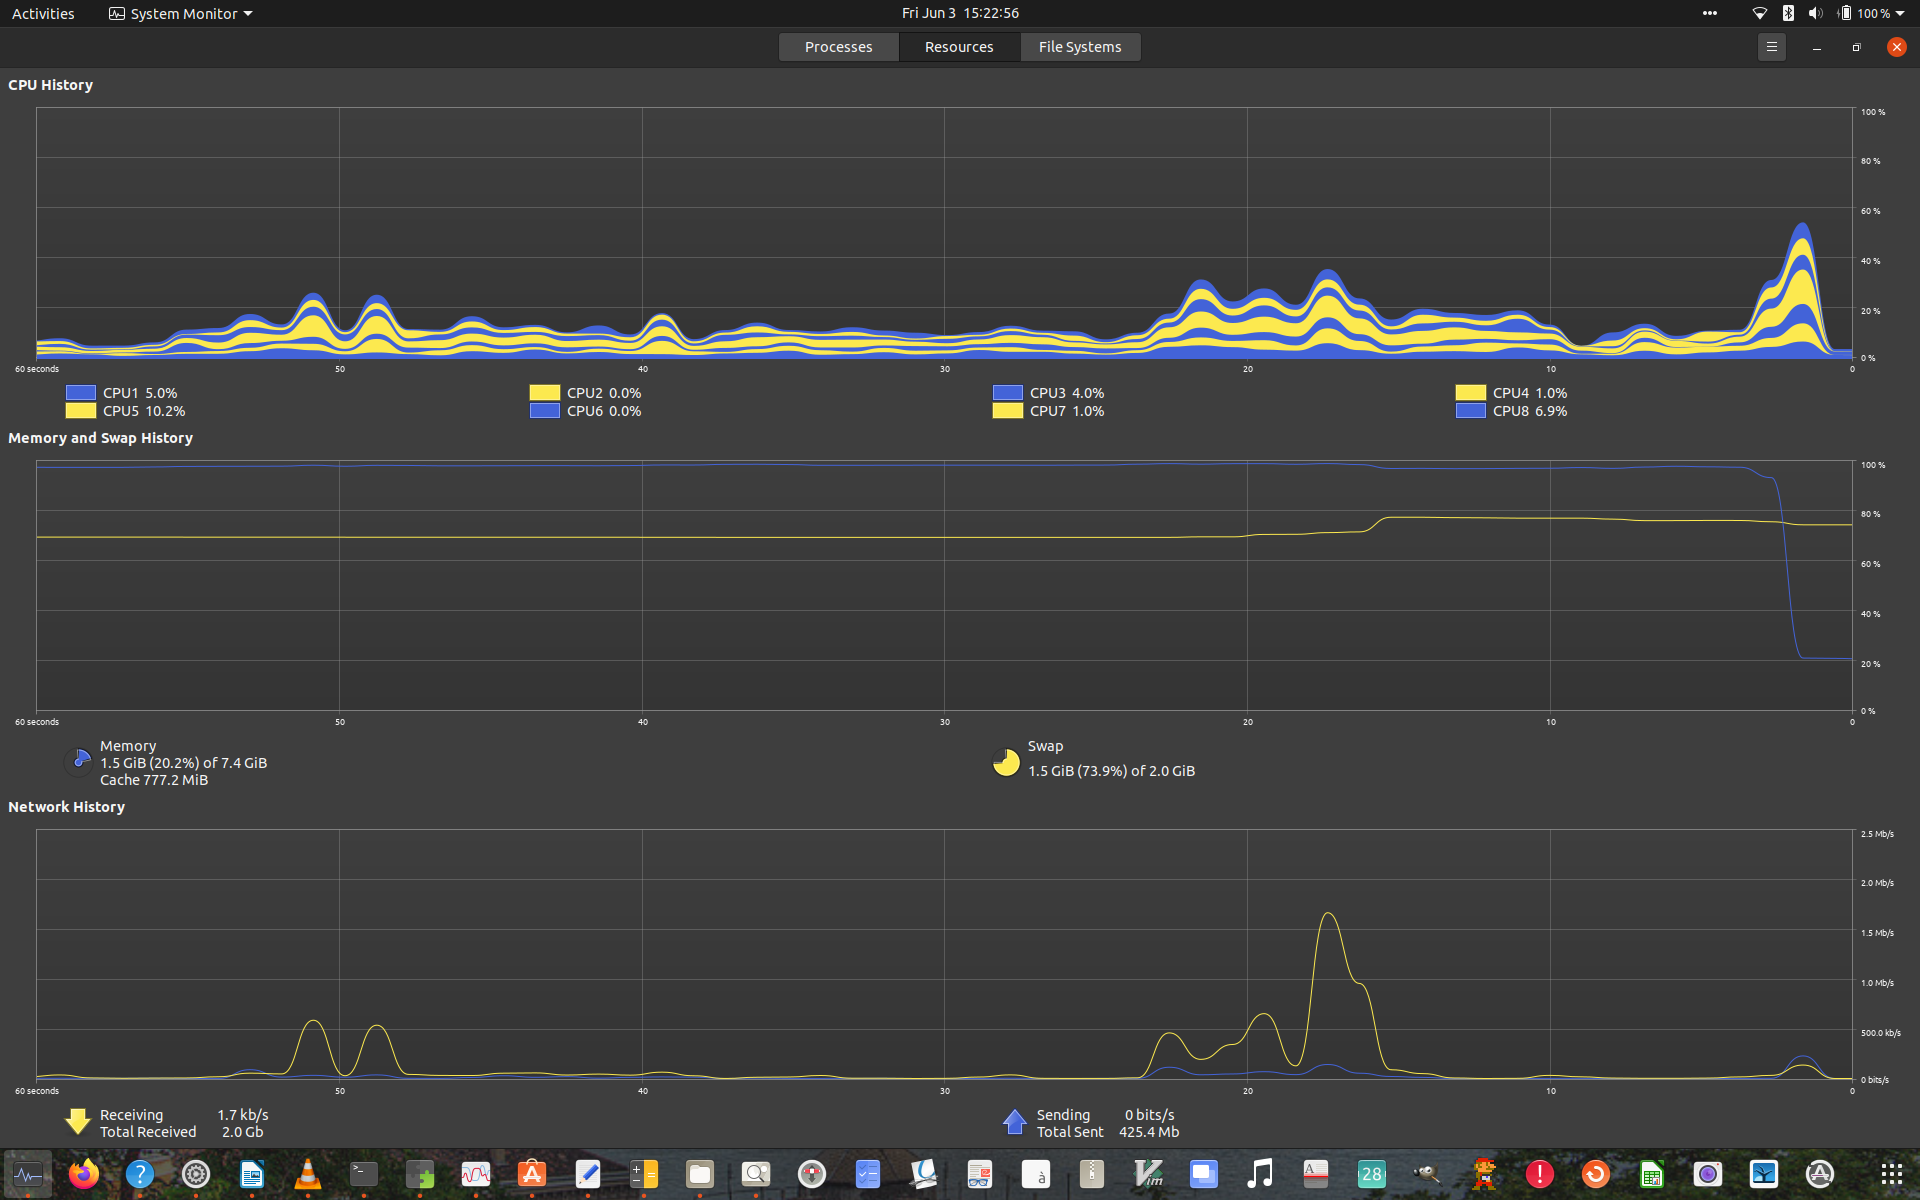 Activities
System Monitor
Fri Jun 3 15:22:56
100 %
Processes
Resources
File Systems
CPU History
100 %
80 %
60 %
40 %
20 %
0 %
60 seconds 50 40 30 20 10 0
CPU1 5.0% CPU2 0.0% CPU3 4.0% CPU4 1.0%
CPU5 10.2% CPU6 0.0% CPU7 1.0% CPU8 6.9%
Memory and Swap History
100 %
80 %
60 %
40 %
20 %
0 %
60 seconds 50 40 30 20 10 0
Memory
1.5 GiB (20.2%) of 7.4 GiB
Cache 777.2 MiB
Swap
1.5 GiB (73.9%) of 2.0 GiB
Network History
2.5 Mb/s
2.0 Mb/s
1.5 Mb/s
1.0 Mb/s
500.0 kb/s
0 bits/s
60 seconds 50 40 30 20 10 0
Receiving 1.7 kb/s
Total Received 2.0 Gb
Sending 0 bits/s
Total Sent 425.4 Mb
?
>_
à
Vim
A
28
!